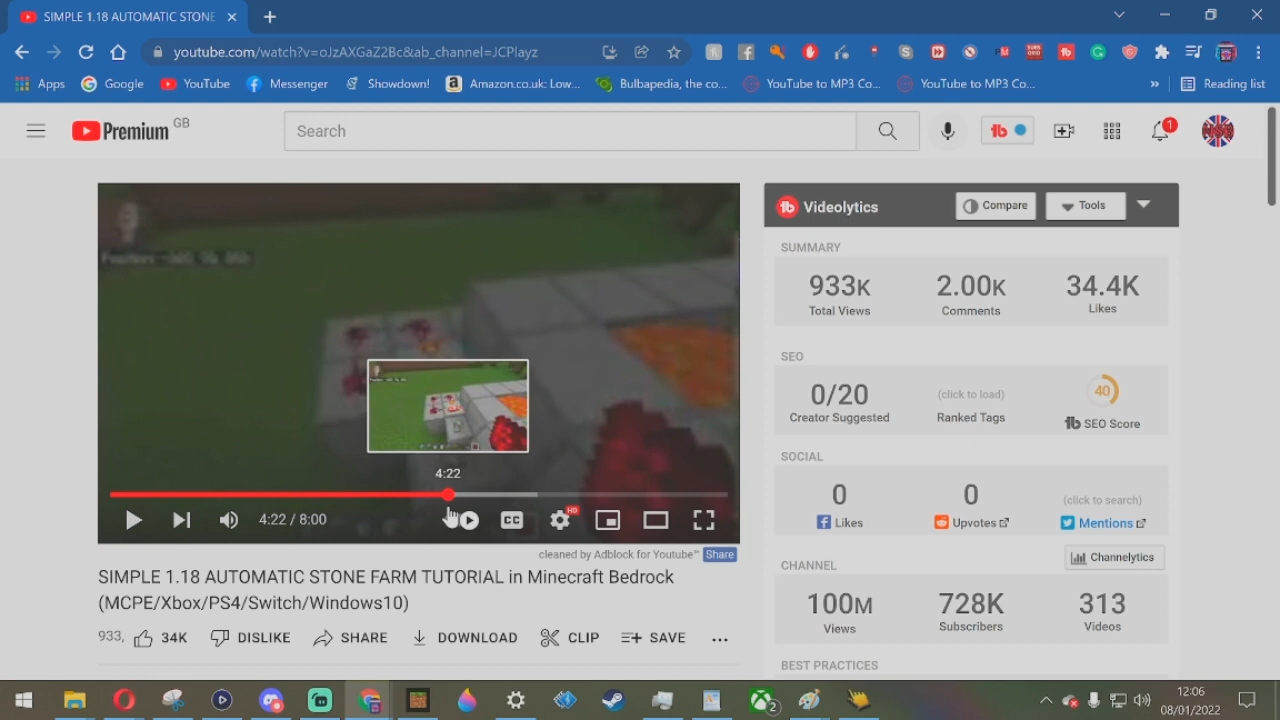 SIMPLE 1.18 AUTOMATIC STONE
youtube.com/watch?v=oJzAXGaZ2Bc&ab_channel=JCPlayz
Apps Google YouTube Messenger Showdown! Amazon.co.uk: Low... Bulbapedia, the co... YouTube to MP3 Co... YouTube to MP3 Co... » Reading list
Premium GB Search 1
Videolytics Compare Tools
SUMMARY
933K 2.00K 34.4K
Total Views Comments Likes
SEO
0/20 (click to load) 40
Creator Suggested Ranked Tags SEO Score
SOCIAL
0 0 (click to search)
Likes Upvotes Mentions
Channelytics
CHANNEL
100M 728K 313
Views Subscribers Videos
BEST PRACTICES
4:22
4:22 / 8:00 CC HD
cleaned by Adblock for Youtube™ Share
SIMPLE 1.18 AUTOMATIC STONE FARM TUTORIAL in Minecraft Bedrock
(MCPE/Xbox/PS4/Switch/Windows10)
933, 34K DISLIKE SHARE DOWNLOAD CLIP SAVE ...
2
12:06
08/01/2022